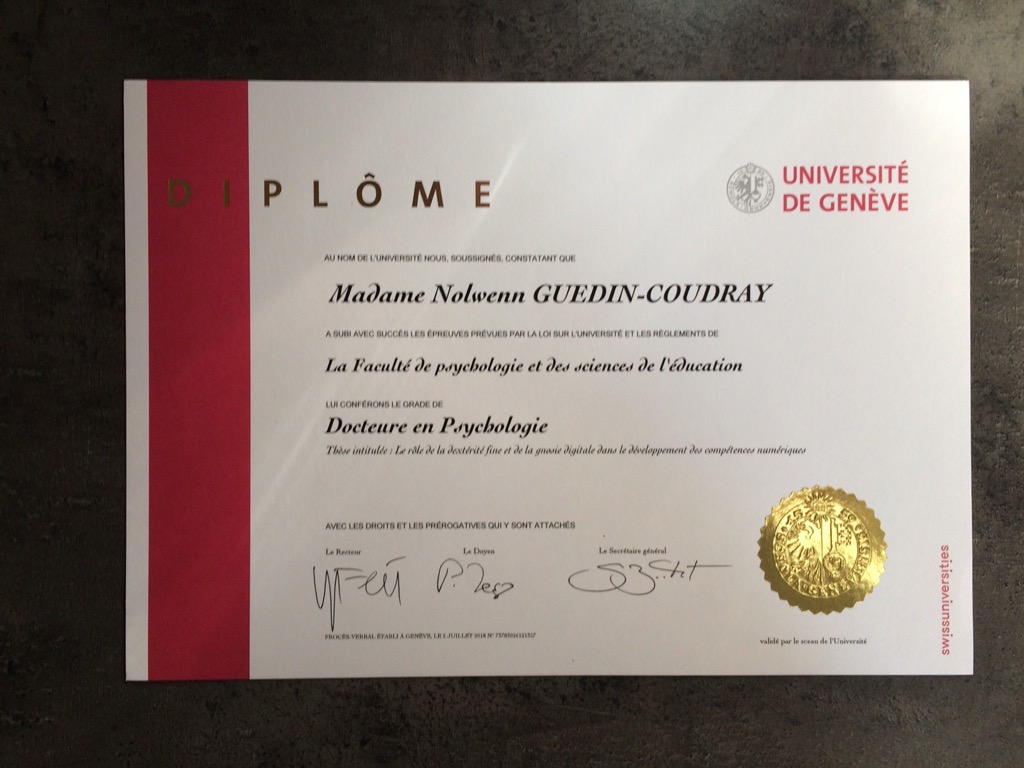 DIPLÔME
UNIVERSITÉ
DE GENÈVE
AU NOM DE L'UNIVERSITÉ NOUS, SOUSSIGNÉS, CONSTATANT QUE
Madame Nolwenn GUEDIN-COUDRAY
A SUBI AVEC SUCCÈS LES ÉPREUVES PRÉVUES PAR LA LOI SUR L'UNIVERSITÉ ET LES RÈGLEMENTS DE
La Faculté de psychologie et des sciences de l'éducation
LUI CONFÉRONS LE GRADE DE
Docteure en Psychologie
Thèse intitulée : Le rôle de la dextérité fine et de la gnosie digitale dans le développement des compétences numériques
AVEC LES DROITS ET LES PRÉROGATIVES QUI Y SONT ATTACHÉS
Le Recteur Le Doyen Le Secrétaire général
PROCÈS-VERBAL ÉTABLI À GENÈVE, LE 2 JUILLET 2018 N°
validé par le sceau de l'Université
swissuniversities